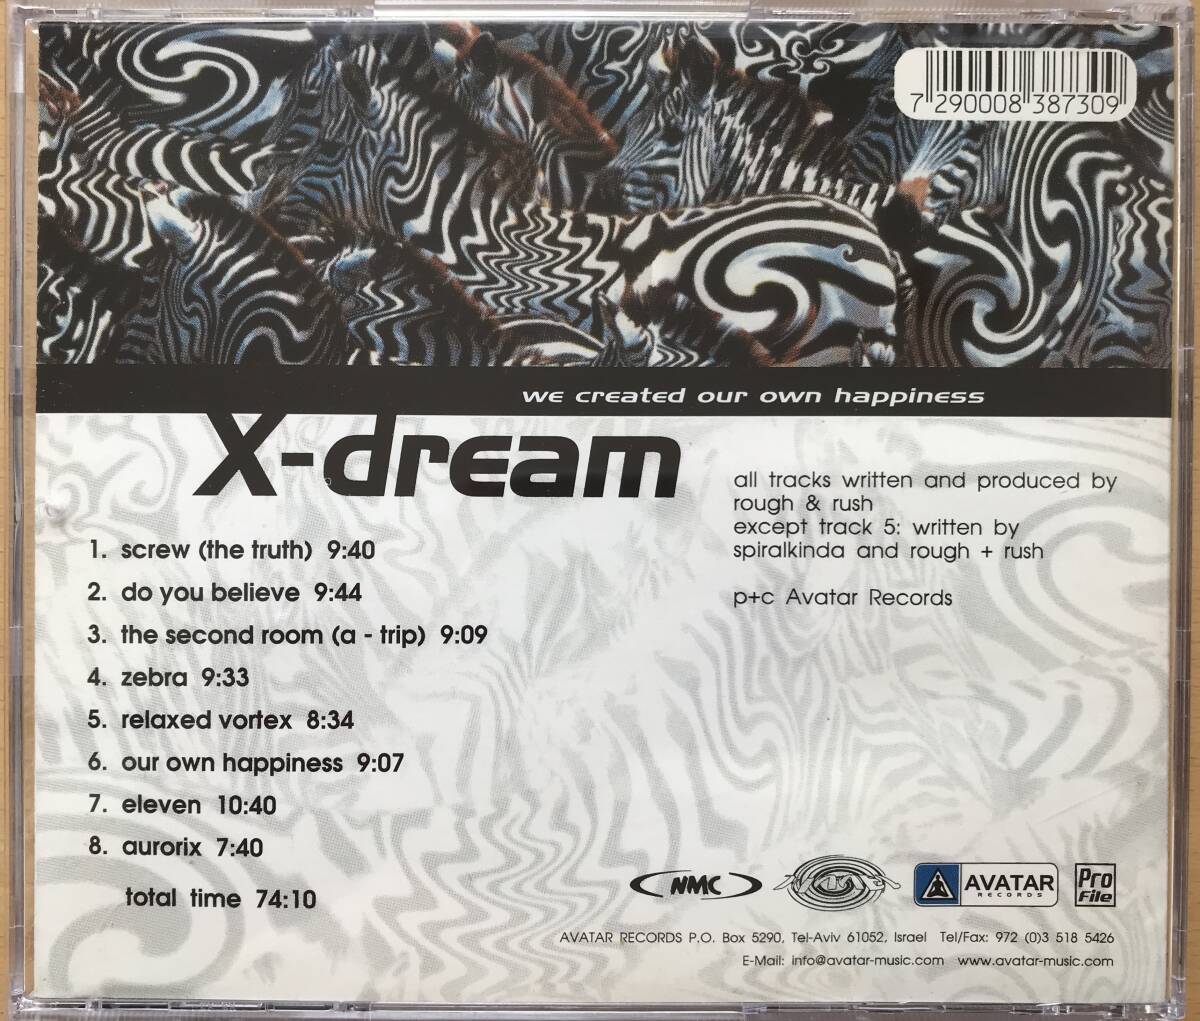 7 290008 387309
we created our own happiness
X-dream
all tracks written and produced by
rough & rush
except track 5: written by
spiralkinda and rough + rush
p+c Avatar Records
1. screw (the truth) 9:40
2. do you believe 9:44
3. the second room (a - trip) 9:09
4. zebra 9:33
5. relaxed vortex 8:34
6. our own happiness 9:07
7. eleven 10:40
8. aurorix 7:40
total time 74:10
NMC
AVATAR
RECORDS
Pro
File
AVATAR RECORDS P.O. Box 5290, Tel-Aviv 61052, Israel Tel/Fax: 972 (0)3 518 5426
E-Mail: info@avatar-music.com www.avatar-music.com